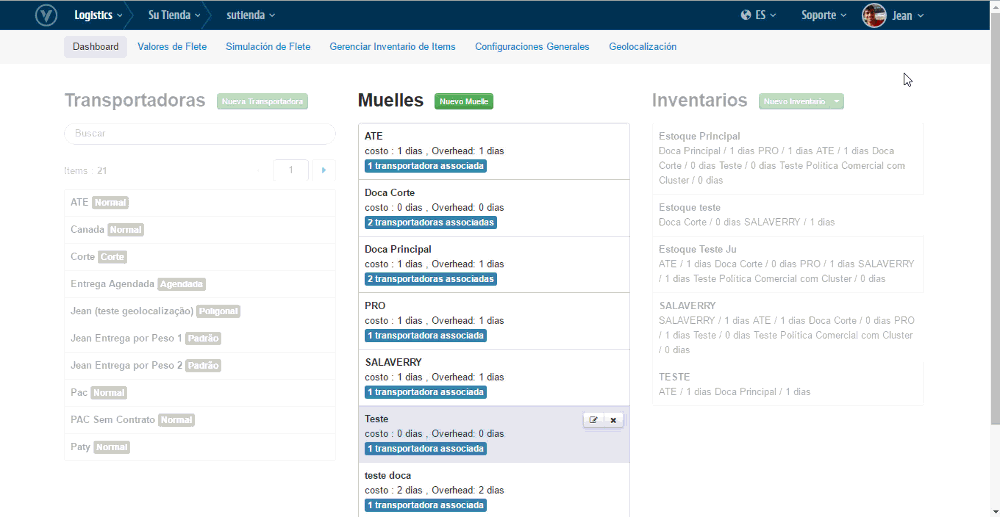 Logistics Su Tienda sutienda ES Soporte Jean
Dashboard Valores de Flete Simulación de Flete Gerenciar Inventario de Items Configuraciones Generales Geolocalización
Transportadoras Nueva Transportadora
Buscar
Items : 21 1
ATE Normal
Canada Normal
Corte Corte
Entrega Agendada Agendada
Jean (teste geolocalização) Poligonal
Jean Entrega por Peso 1 Padrão
Jean Entrega por Peso 2 Padrão
Pac Normal
PAC Sem Contrato Normal
Paty Normal
Muelles Nuevo Muelle
ATE
costo : 1 dias , Overhead: 1 dias
1 transportadora associada
Doca Corte
costo : 0 dias , Overhead: 0 dias
2 transportadoras associadas
Doca Principal
costo : 1 dias , Overhead: 1 dias
2 transportadoras associadas
PRO
costo : 1 dias , Overhead: 1 dias
1 transportadora associada
SALAVERRY
costo : 1 dias , Overhead: 1 dias
1 transportadora associada
Teste
costo : 0 dias , Overhead: 0 dias
1 transportadora associada
teste doca
costo : 2 dias , Overhead: 2 dias
1 transportadora associada
Inventarios Nuevo Inventario
Estoque Principal
Doca Principal / 1 dias PRO / 1 dias ATE / 1 dias Doca
Corte / 0 dias Teste / 0 dias Teste Politica Comercial com
Cluster / 0 dias
Estoque teste
Doca Corte / 0 dias SALAVERRY / 1 dias
Estoque Teste Ju
ATE / 1 dias Doca Corte / 0 dias PRO / 1 dias SALAVERRY
/ 1 dias Teste Politica Comercial com Cluster / 0 dias
SALAVERRY
SALAVERRY / 1 dias ATE / 1 dias Doca Corte / 0 dias PRO
/ 1 dias Teste / 0 dias Teste Politica Comercial com Cluster
/ 0 dias
TESTE
ATE / 1 dias Doca Principal / 1 dias